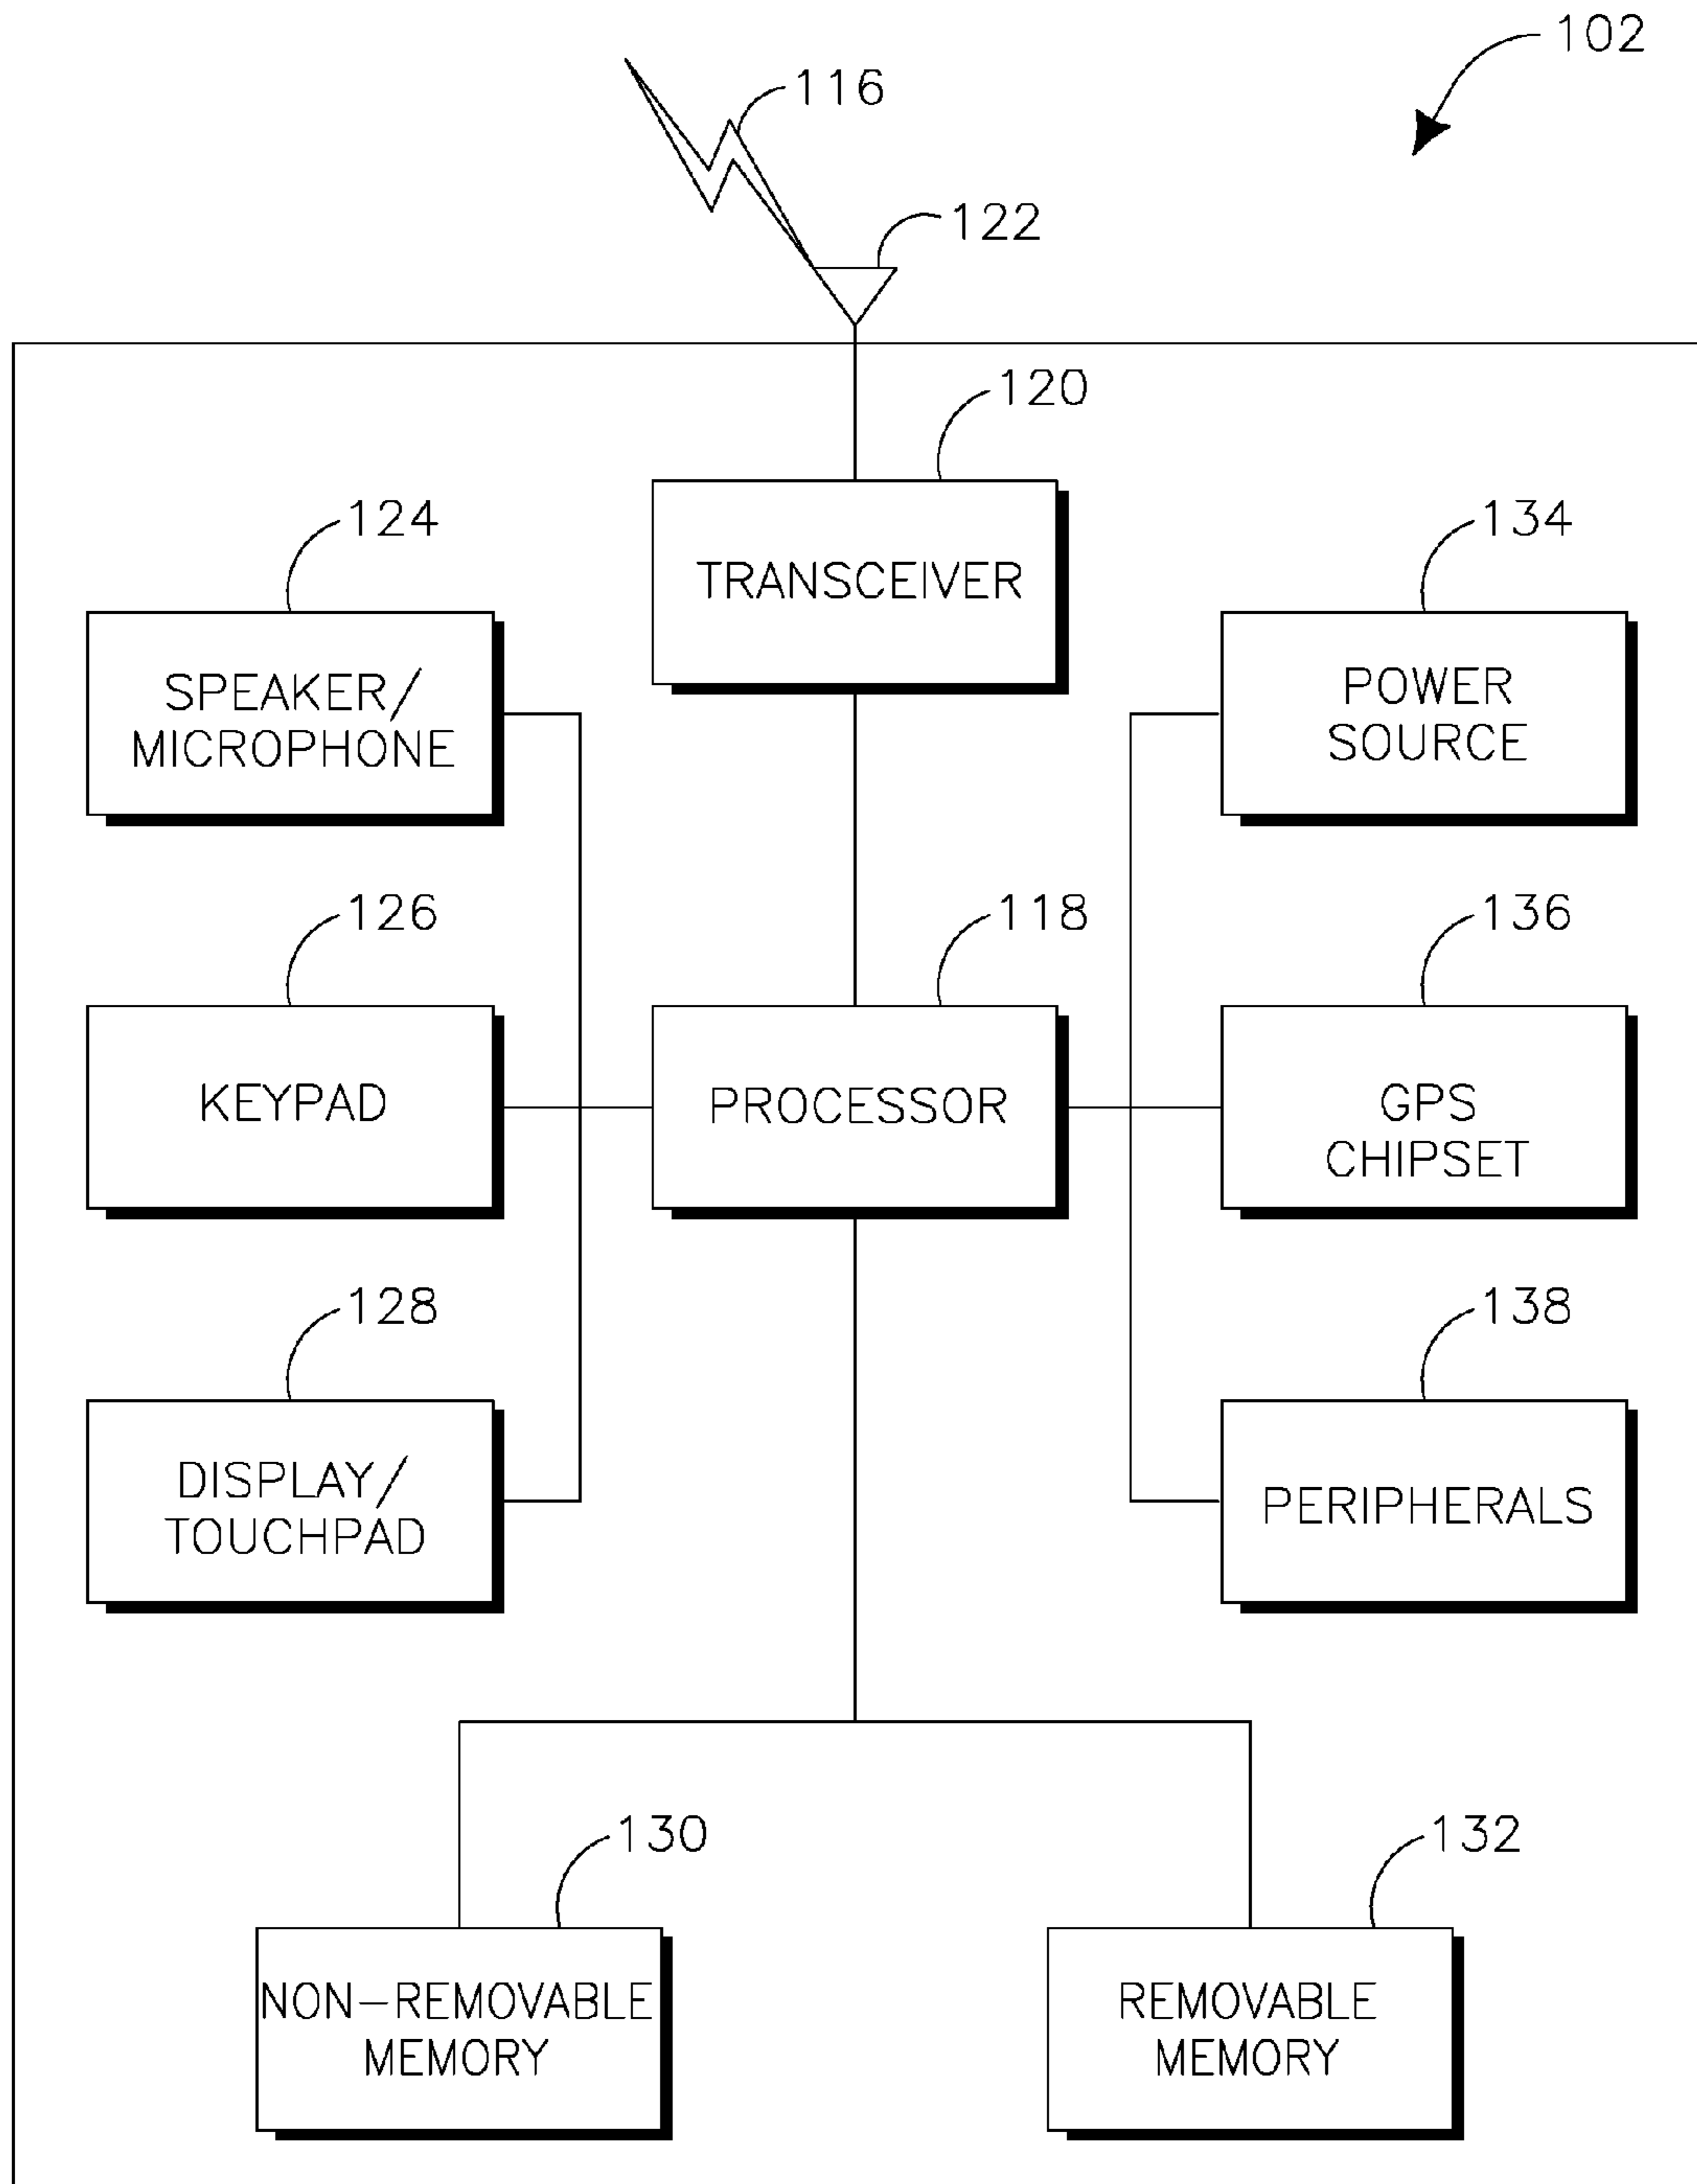 102
116
122
120
TRANSCEIVER
124
SPEAKER/
MICROPHONE
134
POWER
SOURCE
126
KEYPAD
118
PROCESSOR
136
GPS
CHIPSET
128
DISPLAY/
TOUCHPAD
138
PERIPHERALS
130
NON-REMOVABLE
MEMORY
132
REMOVABLE
MEMORY